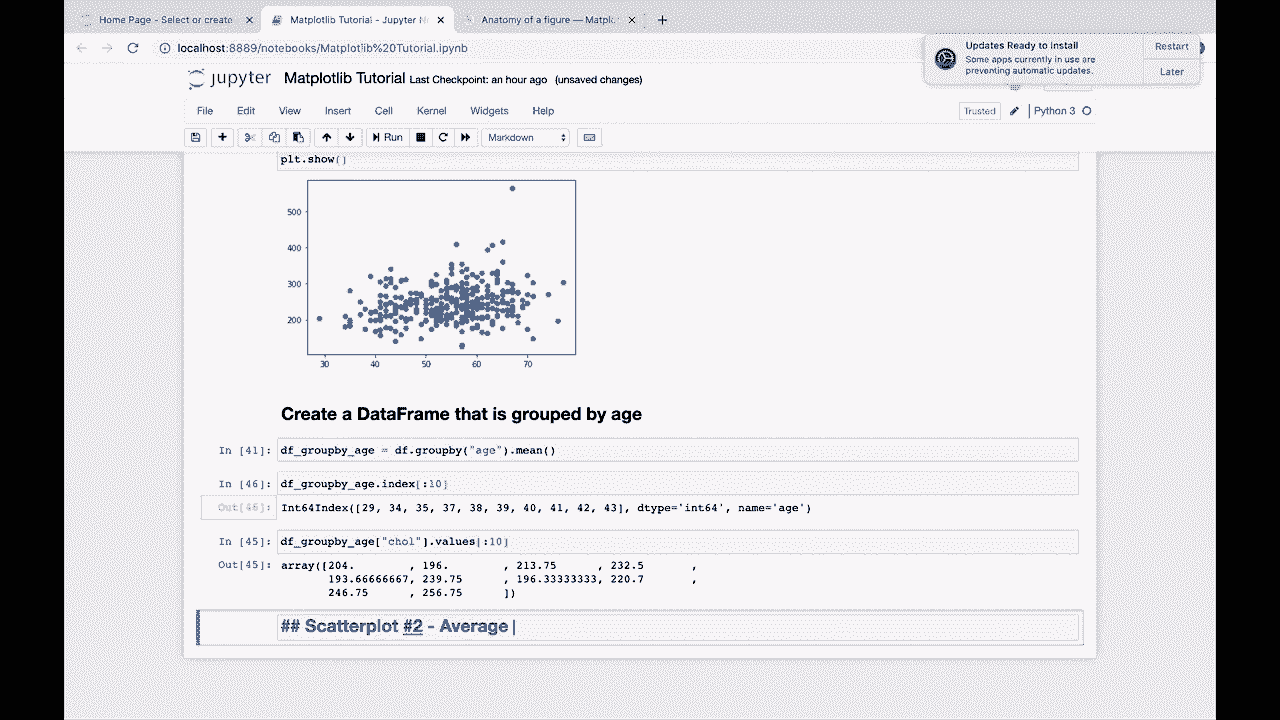 Home Page - Select or create
Matplotlib Tutorial - Jupyter N
Anatomy of a figure — Matplo
localhost:8889/notebooks/Matplotlib%20Tutorial.ipynb
Updates Ready to Install
Some apps currently in use are
preventing automatic updates.
Restart
Later
jupyter Matplotlib Tutorial Last Checkpoint: an hour ago (unsaved changes)
File Edit View Insert Cell Kernel Widgets Help
Trusted Python 3
Run Markdown
plt.show()
500
400
300
200
30 40 50 60 70
Create a DataFrame that is grouped by age
In [41]: df_groupby_age = df.groupby("age").mean()
In [46]: df_groupby_age.index[:10]
Out[46]: Int64Index([29, 34, 35, 37, 38, 39, 40, 41, 42, 43], dtype='int64', name='age')
In [45]: df_groupby_age["chol"].values[:10]
Out[45]: array([204. , 196. , 213.75 , 232.5 ,
193.66666667, 239.75 , 196.33333333, 220.7 ,
246.75 , 256.75 ])
## Scatterplot #2 - Average